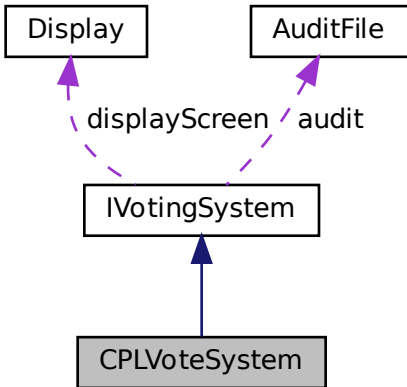 Display
AuditFile
displayScreen
audit
IVotingSystem
CPLVoteSystem